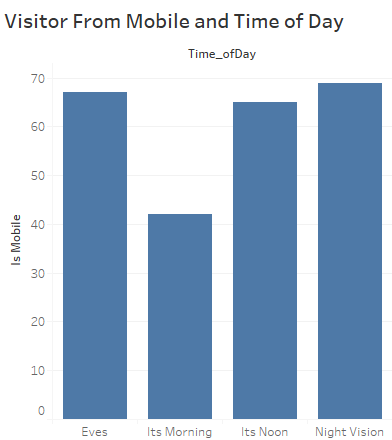 Visitor From Mobile and Time of Day
Time_ofDay
70
60
50
40
30
20
10
0
Is Mobile
Eves Its Morning Its Noon Night Vision